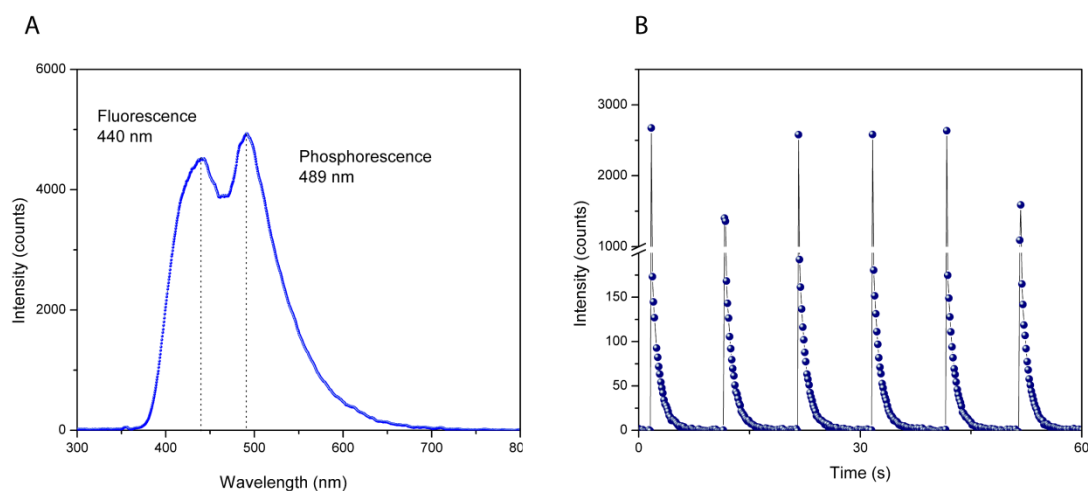 A
6000
4000
2000
0
Intensity (counts)
Fluorescence
440 nm
Phosphorescence
489 nm
300 400 500 600 700 80
Wavelength (nm)
B
3000
2000
1000
150
100
50
0
Intensity (counts)
0 30 60
Time (s)